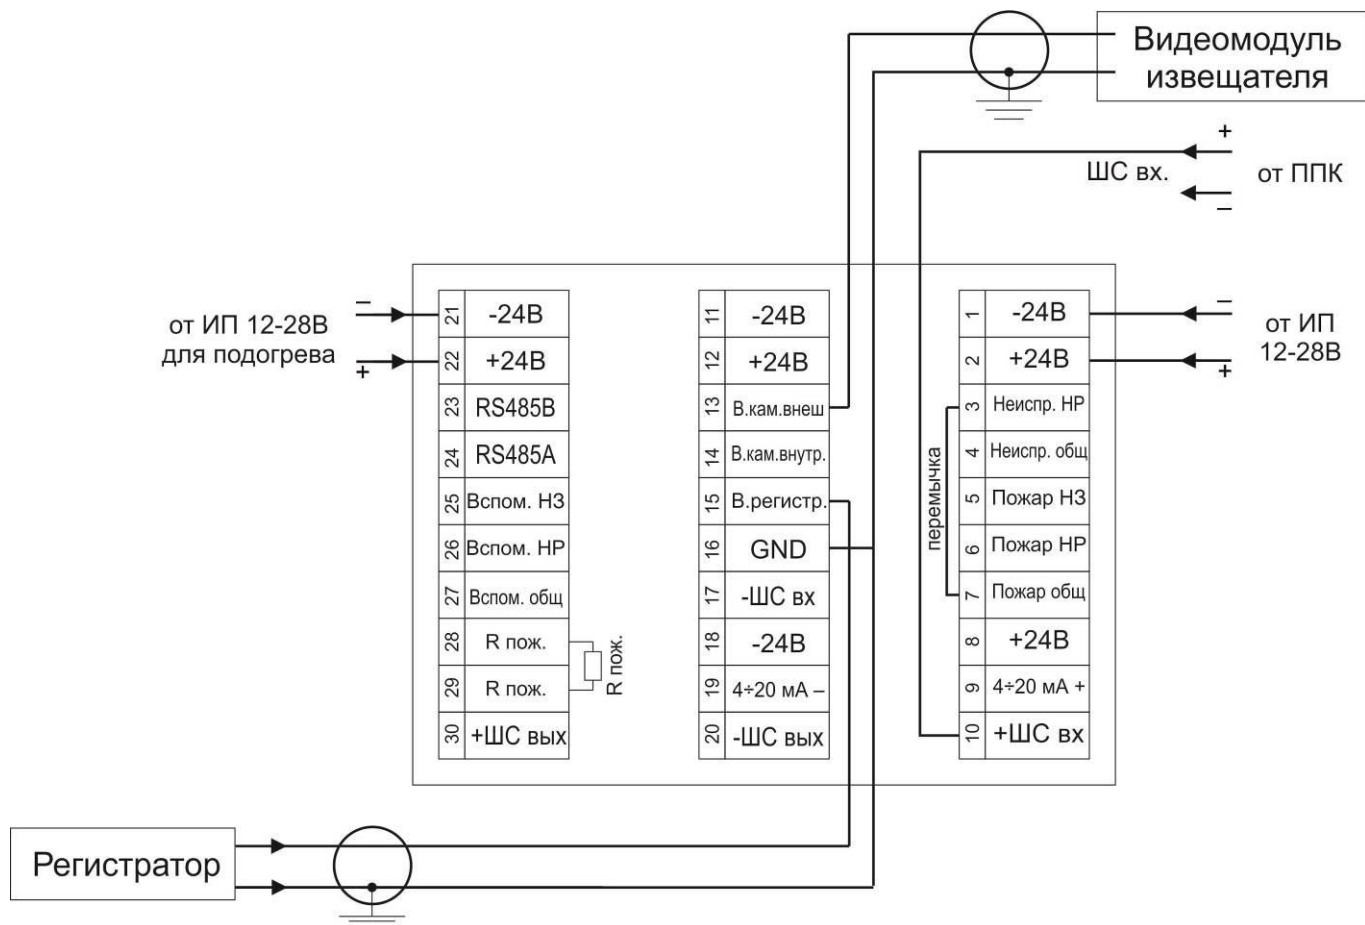 Видеомодуль
извещателя
+
ШС вх.
от ППК
–
от ИП 12-28В
для подогрева
–
+
21 -24В
22 +24В
23 RS485B
24 RS485A
25 Вспом. НЗ
26 Вспом. НР
27 Вспом. общ
28 R пож.
29 R пож.
30 +ШС вых
R пож.
11 -24В
12 +24В
13 В.кам.внеш
14 В.кам.внутр.
15 В.регистр.
16 GND
17 -ШС вх
18 -24В
19 4÷20 мА –
20 -ШС вых
перемычка
1 -24В
2 +24В
3 Неиспр. НР
4 Неиспр. общ
5 Пожар НЗ
6 Пожар НР
7 Пожар общ
8 +24В
9 4÷20 мА +
10 +ШС вх
–
от ИП
12-28В
+
Регистратор